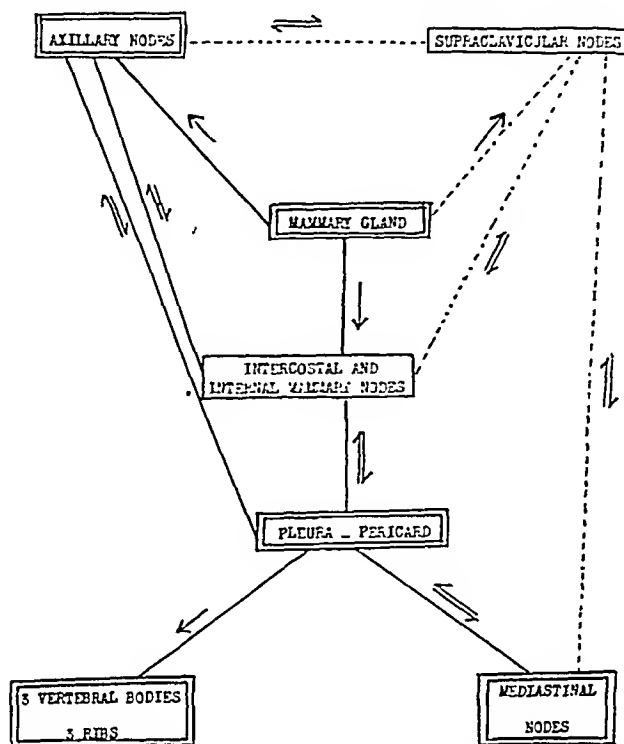 AXILLARY NODES
SUPRACLAVICULAR NODES
MAMMARY GLAND
INTERCOSTAL AND
INTERNAL MAMMARY NODES
PLEURA _ PERICARD
3 VERTEBRAL BODIES
3 RIBS
MEDIASTINAL
NODES